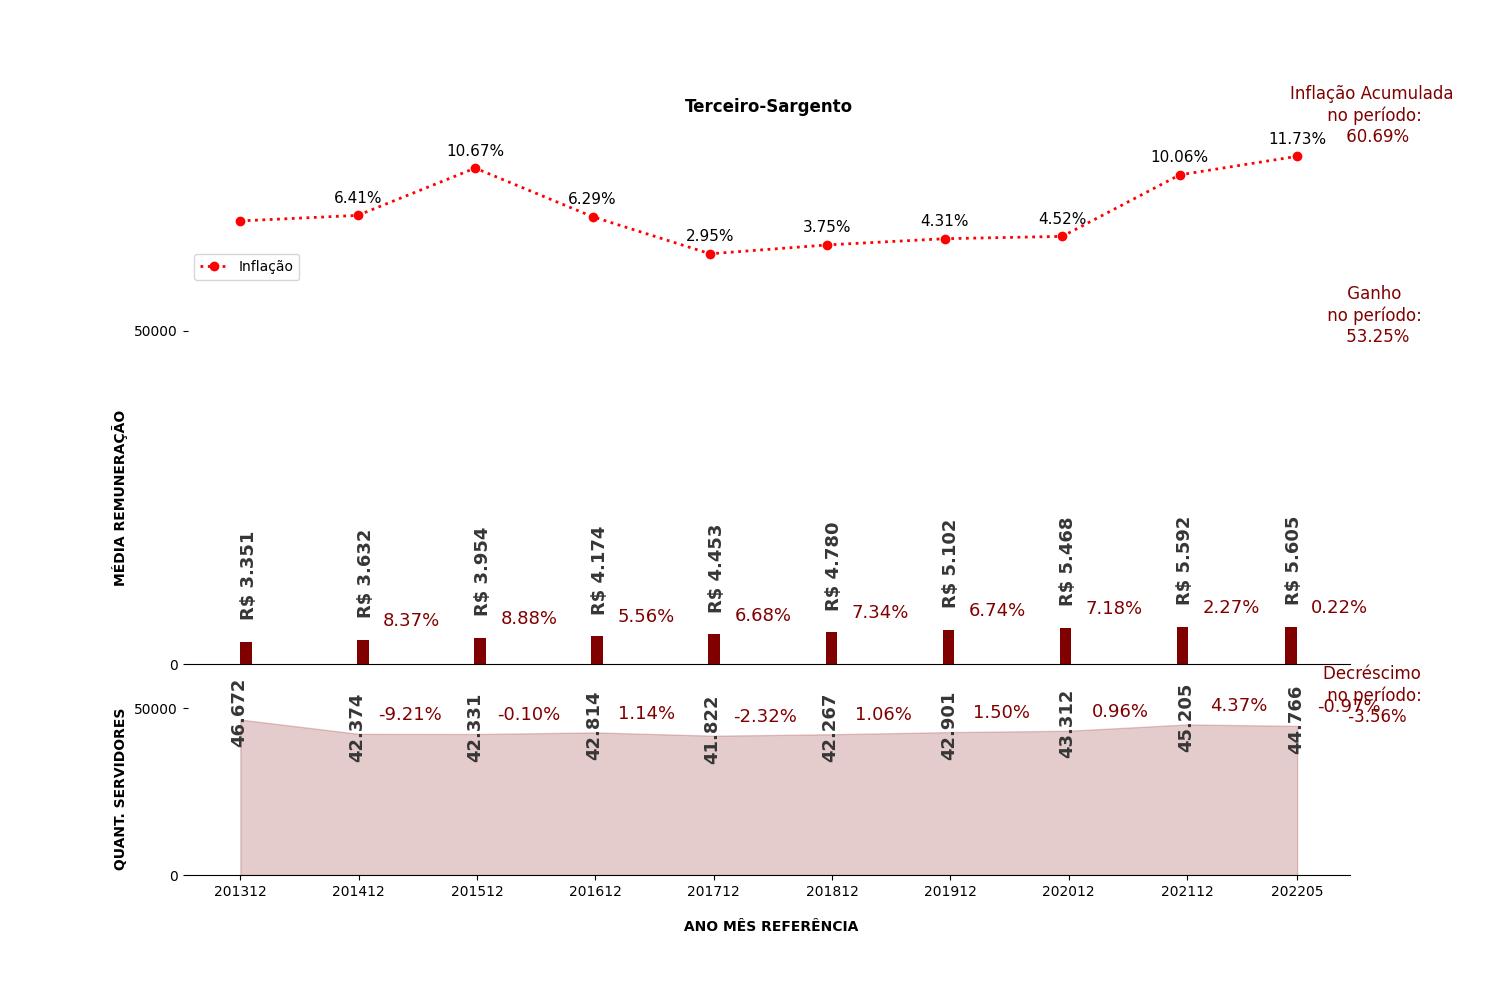 Terceiro-Sargento
Inflação Acumulada
no período:
60.69%
6.41%
10.67%
6.29%
2.95%
3.75%
4.31%
4.52%
10.06%
11.73%
Inflação
Ganho
no período:
53.25%
50000
0
MÉDIA REMUNERAÇÃO
R$ 3.351
R$ 3.632
R$ 3.954
R$ 4.174
R$ 4.453
R$ 4.780
R$ 5.102
R$ 5.468
R$ 5.592
R$ 5.605
8.37%
8.88%
5.56%
6.68%
7.34%
6.74%
7.18%
2.27%
0.22%
Decréscimo
no período:
-3.56%
50000
0
QUANT. SERVIDORES
46.672
42.374
42.331
42.814
41.822
42.267
42.901
43.312
45.205
44.766
-9.21%
-0.10%
1.14%
-2.32%
1.06%
1.50%
0.96%
4.37%
-0.97%
201312
201412
201512
201612
201712
201812
201912
202012
202112
202205
ANO MÊS REFERÊNCIA